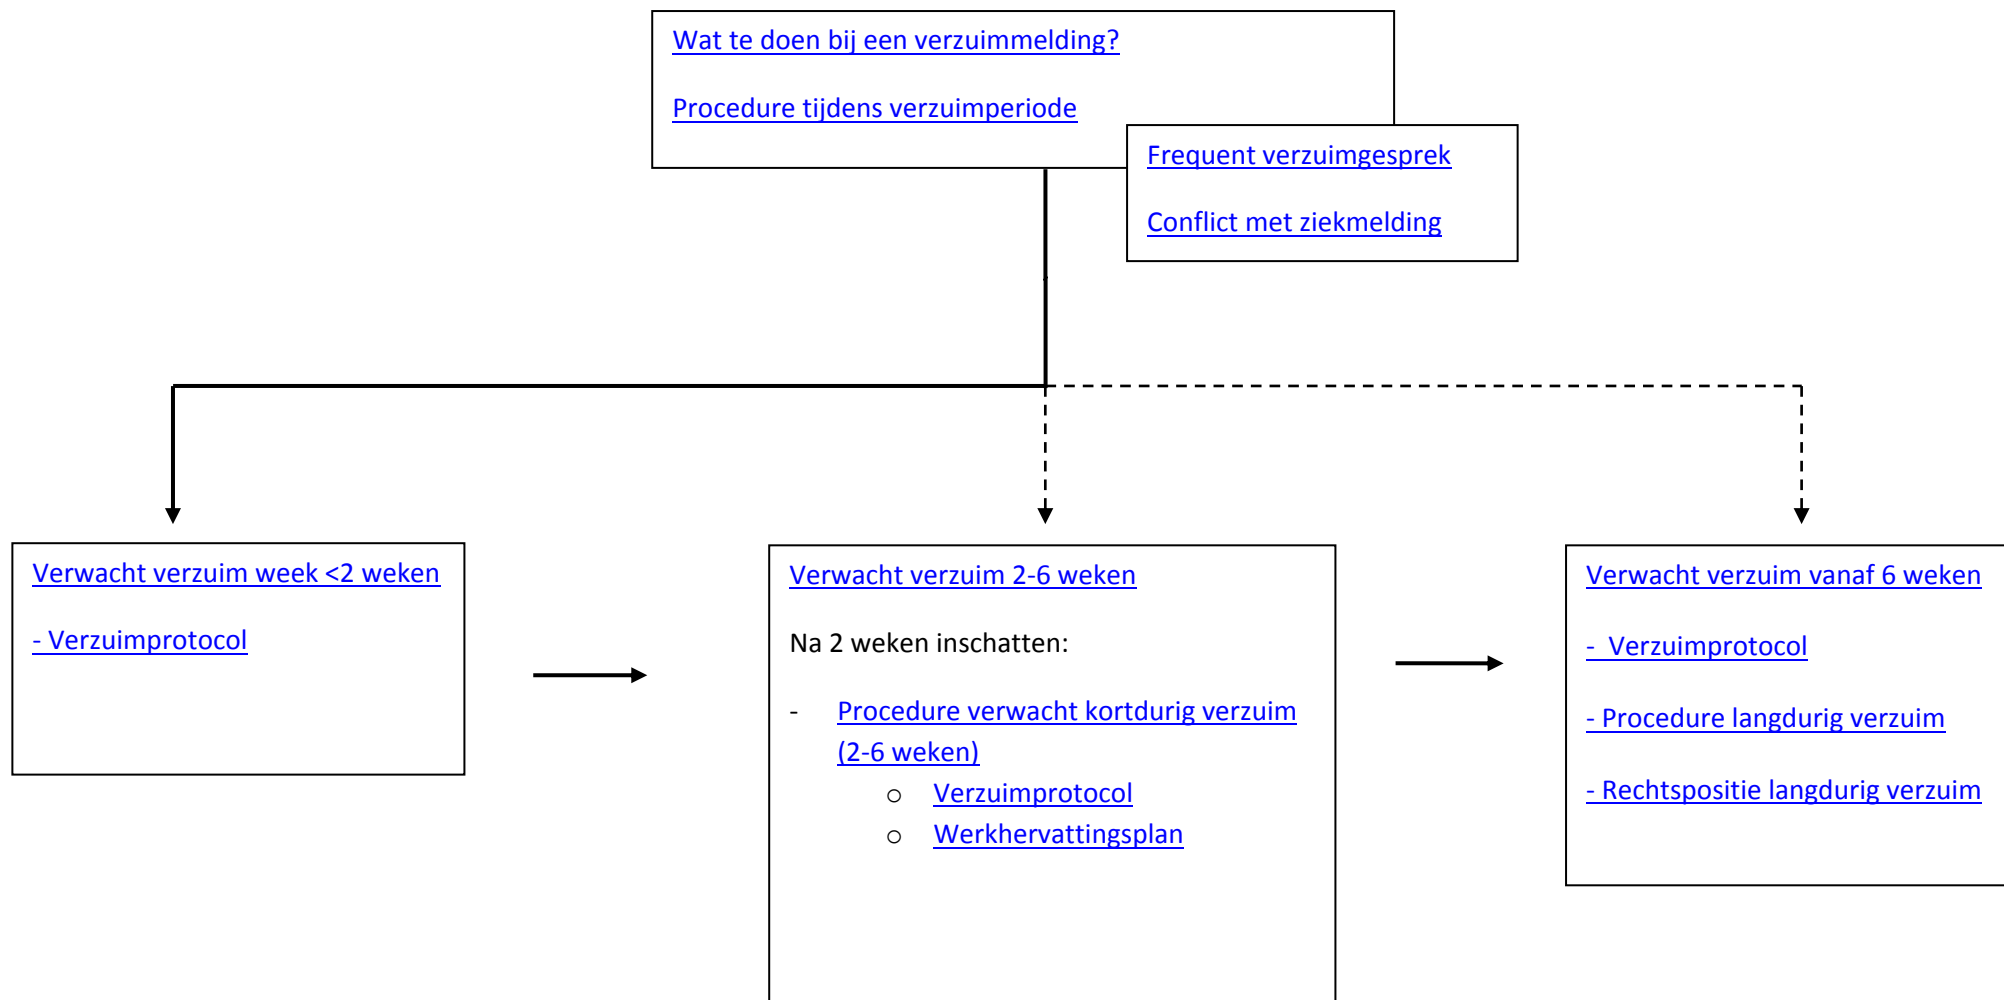 Wat te doen bij een verzuimmelding?
Procedure tijdens verzuimperiode
Frequent verzuimgesprek
Conflict met ziekmelding
Verwacht verzuim week <2 weken
- Verzuimprotocol
Verwacht verzuim 2-6 weken
Na 2 weken inschatten:
- Procedure verwacht kortdurig verzuim
(2-6 weken)
o Verzuimprotocol
o Werkhervattingsplan
Verwacht verzuim vanaf 6 weken
- Verzuimprotocol
- Procedure langdurig verzuim
- Rechtspositie langdurig verzuim